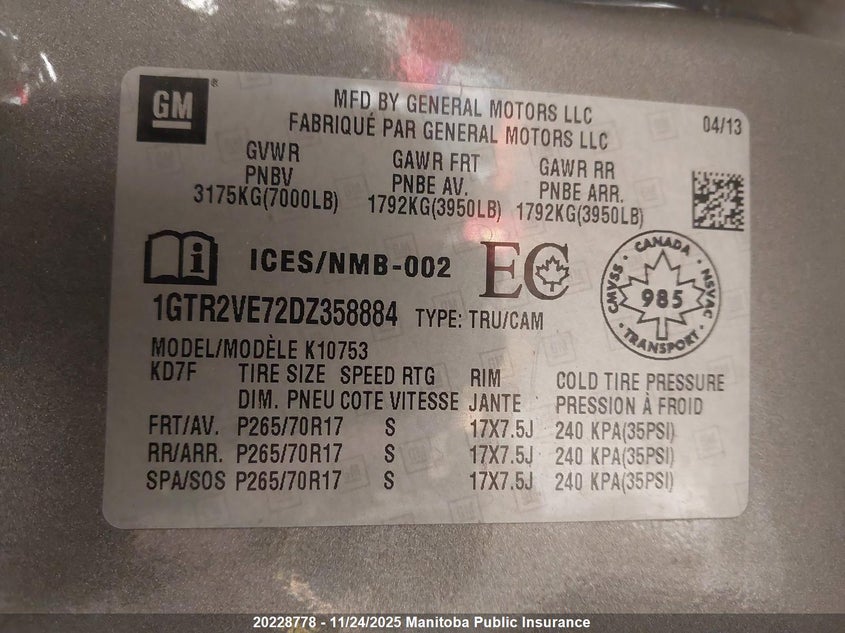 GM
MFD BY GENERAL MOTORS LLC
FABRIQUÉ PAR GENERAL MOTORS LLC
04/13
GVWR GAWR FRT GAWR RR
PNBV PNBE AV. PNBE ARR.
3175KG(7000LB) 1792KG(3950LB) 1792KG(3950LB)
i ICES/NMB-002 EC
CANADA
CMVSS 985 NSVAC
TRANSPORT
1GTR2VE72DZ358884 TYPE: TRU/CAM
MODEL/MODÈLE K10753
KD7F TIRE SIZE SPEED RTG RIM COLD TIRE PRESSURE
DIM. PNEU COTE VITESSE JANTE PRESSION À FROID
FRT/AV. P265/70R17 S 17X7.5J 240 KPA(35PSI)
RR/ARR. P265/70R17 S 17X7.5J 240 KPA(35PSI)
SPA/SOS P265/70R17 S 17X7.5J 240 KPA(35PSI)
20228778 - 11/24/2025 Manitoba Public Insurance